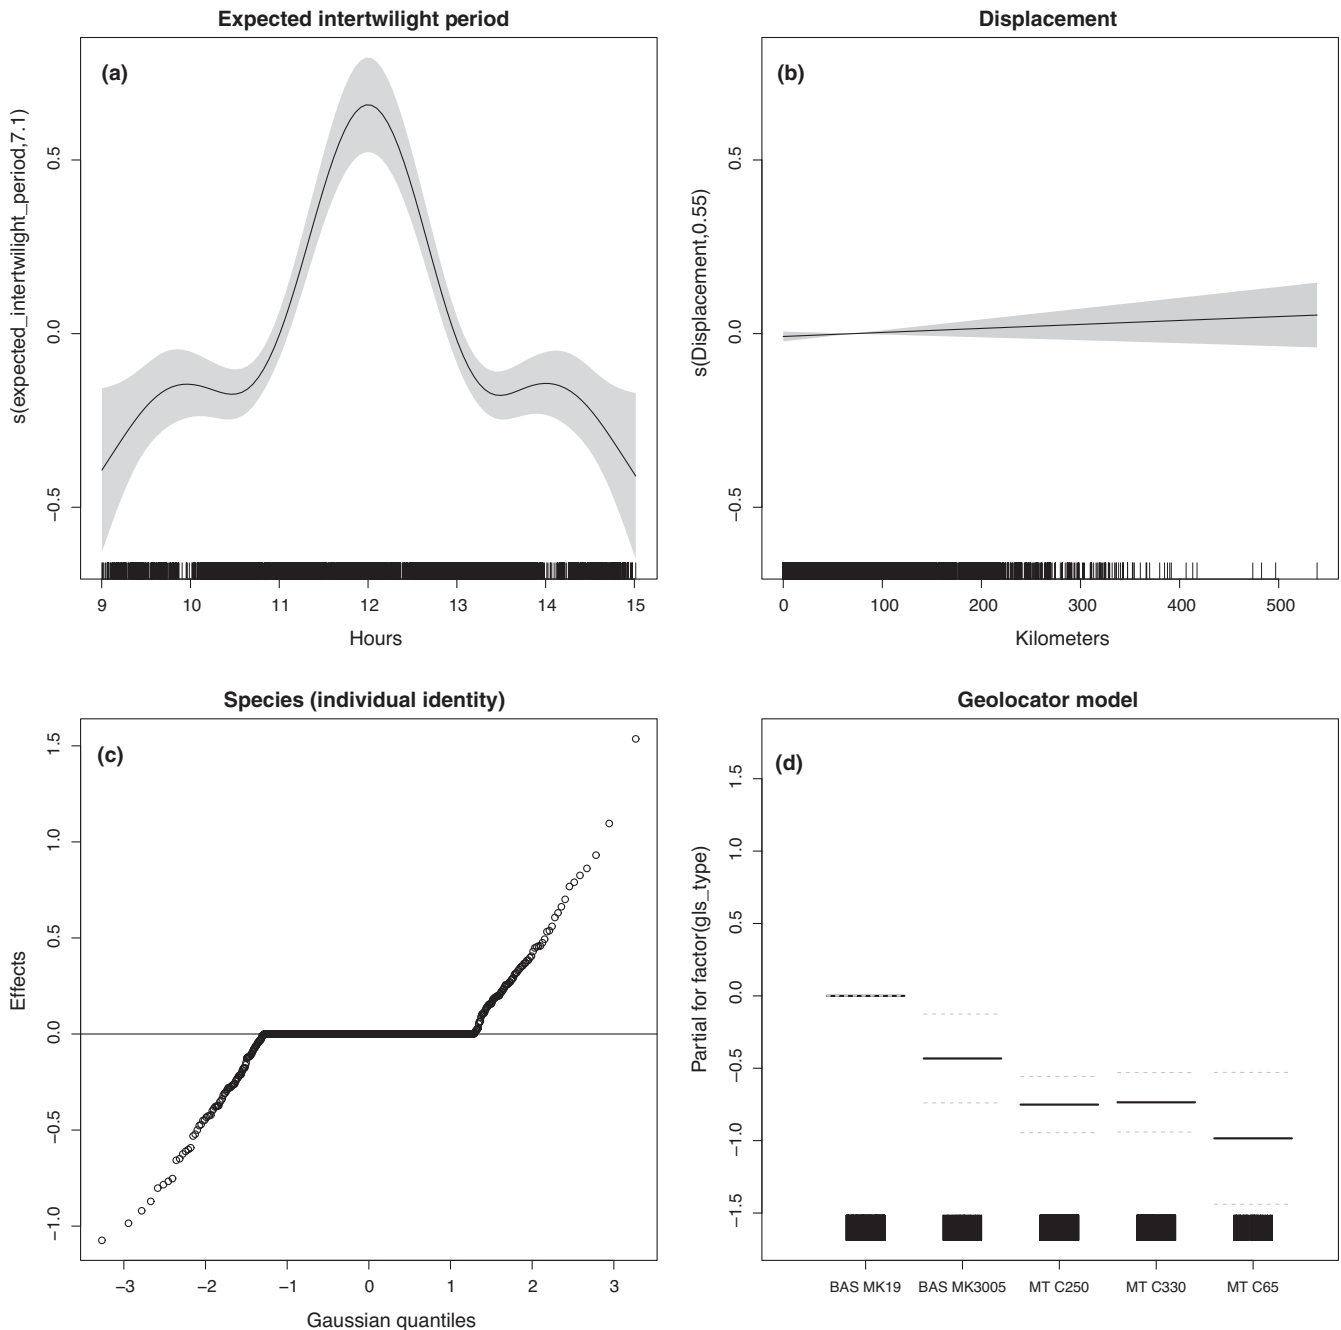 Expected intertwilight period
(a)
s(expected_intertwilight_period,7.1)
0.5
0.0
−0.5
9 10 11 12 13 14 15
Hours
Displacement
(b)
s(Displacement,0.55)
0.5
0.0
−0.5
0 100 200 300 400 500
Kilometers
Species (individual identity)
(c)
Effects
1.5
1.0
0.5
0.0
−0.5
−1.0
−3 −2 −1 0 1 2 3
Gaussian quantiles
Geolocator model
(d)
Partial for factor(gls_type)
1.5
1.0
0.5
0.0
−0.5
−1.0
−1.5
BAS MK19 BAS MK3005 MT C250 MT C330 MT C65